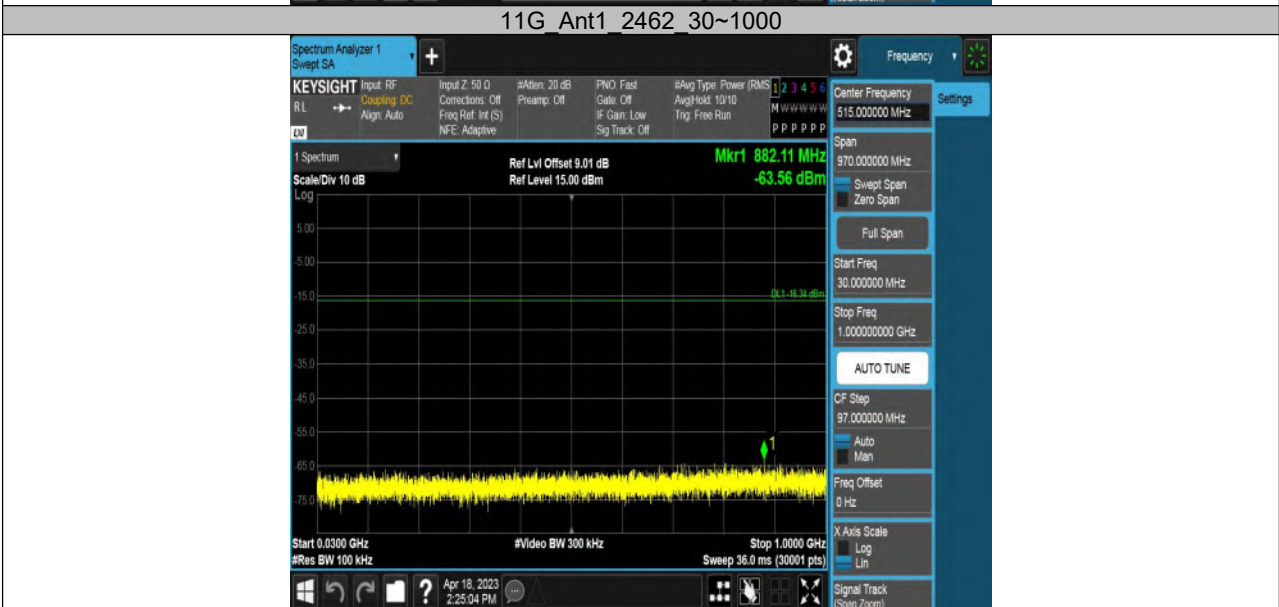 11G_Ant1_2462_30~1000
Spectrum Analyzer 1
Swept SA
+
Frequency
KEYSIGHT
RL
LXI
Input: RF
Coupling: DC
Align: Auto
Input Z: 50 Ω
Corrections: Off
Freq Ref: Int (S)
NFE: Adaptive
#Atten: 20 dB
Preamp: Off
PNO: Fast
Gate: Off
IF Gain: Low
Sig Track: Off
#Avg Type: Power (RMS
Avg|Hold: 10/10
Trig: Free Run
1 2 3 4 5 6
M W W W W W
P P P P P P
1 Spectrum
Scale/Div 10 dB
Log
Ref Lvl Offset 9.01 dB
Ref Level 15.00 dBm
Mkr1 882.11 MHz
-63.56 dBm
5.00
-5.00
-15.0
DL1 -16.34 dBm
-25.0
-35.0
-45.0
-55.0
1
-65.0
-75.0
Start 0.0300 GHz
#Res BW 100 kHz
#Video BW 300 kHz
Stop 1.0000 GHz
Sweep 36.0 ms (30001 pts)
?
Apr 18, 2023
2:25:04 PM
Settings
Center Frequency
515.000000 MHz
Span
970.000000 MHz
Swept Span
Zero Span
Full Span
Start Freq
30.000000 MHz
Stop Freq
1.000000000 GHz
AUTO TUNE
CF Step
97.000000 MHz
Auto
Man
Freq Offset
0 Hz
X Axis Scale
Log
Lin
Signal Track
(Span Zoom)